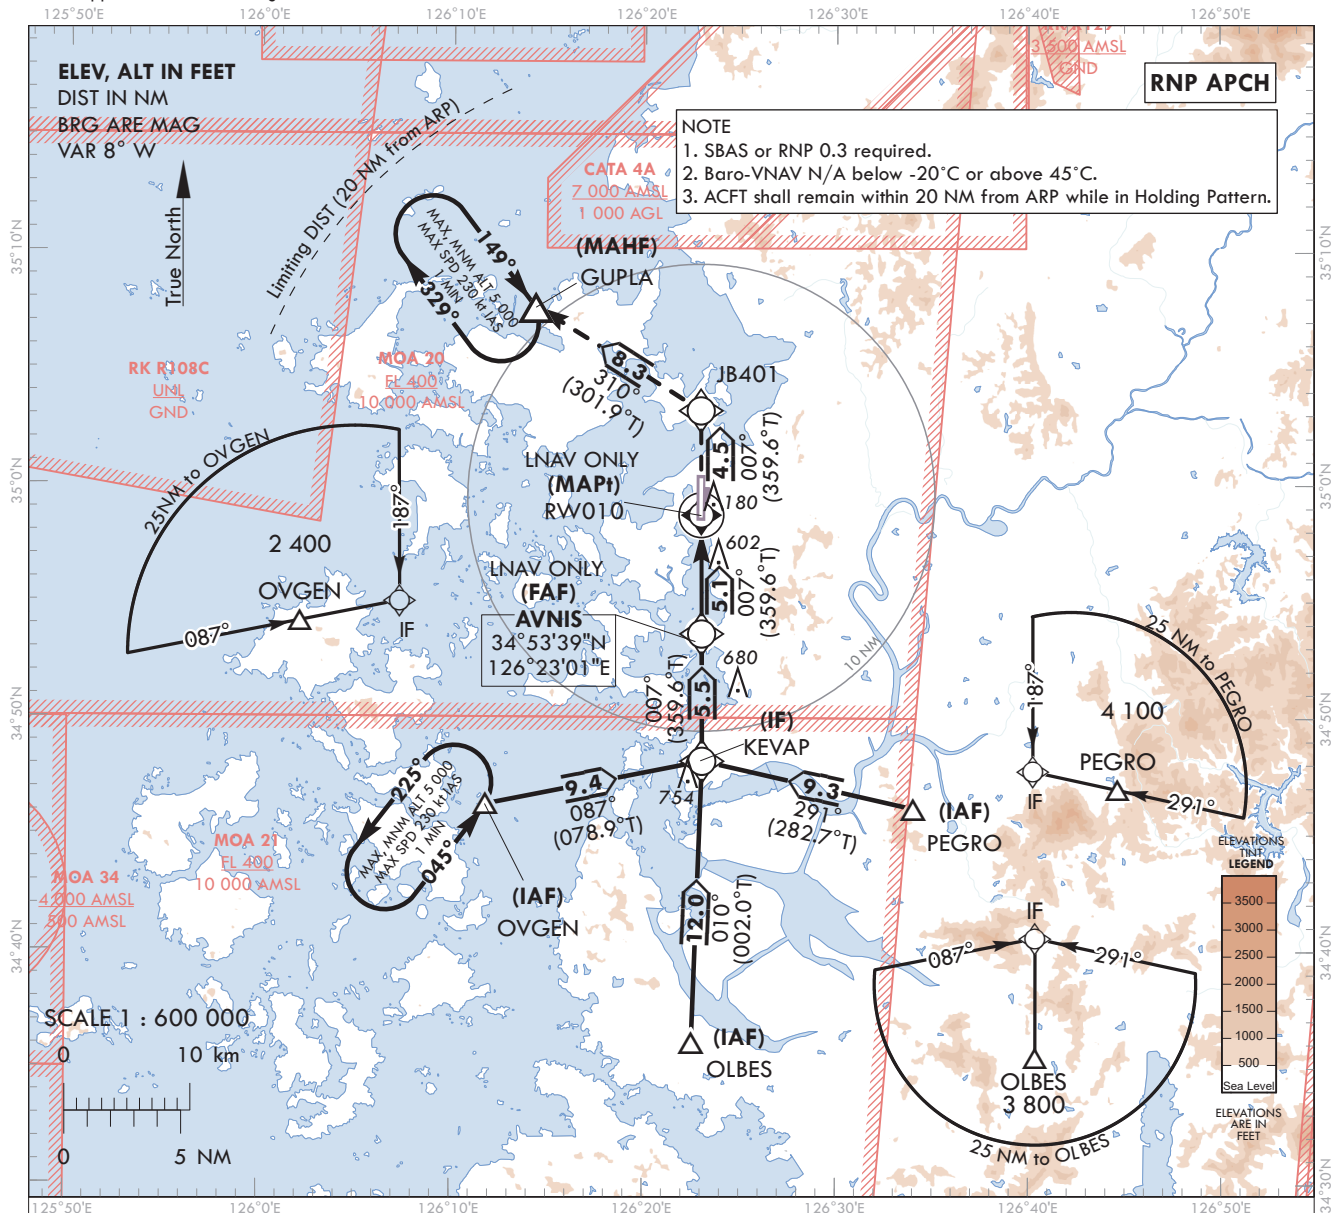 125°50'E
126°0'E
126°10'E
126°20'E
126°30'E
126°40'E
126°50'E
ELEV, ALT IN FEET
DIST IN NM
BRG ARE MAG
VAR 8° W
True North
Limiting DIST (20 NM from ARP)
3 500 AMSL
GND
RNP APCH
NOTE
1. SBAS or RNP 0.3 required.
2. Baro-VNAV N/A below -20°C or above 45°C.
3. ACFT shall remain within 20 NM from ARP while in Holding Pattern.
CATA 4A
7 000 AMSL
1 000 AGL
35°10'N
35°10'N
149°
MAX, MNM ALT 5 000
MAX SPD 230 kt IAS
1 MIN
329°
(MAHF)
GUPLA
RK R108C
UNL
GND
MOA 20
FL 400
10 000 AMSL
8.3
310°
(301.9°T)
JB401
4.5
007°
(359.6°T)
25NM to OVGEN
187°
2 400
OVGEN
087°
IF
LNAV ONLY
(MAPt)
RW010
180
35°0'N
35°0'N
602
LNAV ONLY
(FAF)
AVNIS
34°53'39"N
126°23'01"E
5.1
007°
(359.6°T)
10 NM
680
5.5
007°
(359.6°T)
25 NM to PEGRO
187°
4 100
PEGRO
291°
IF
34°50'N
34°50'N
(IF)
KEVAP
754
225°
MAX, MNM ALT 5 000
MAX SPD 230 kt IAS
1 MIN
045°
9.4
087°
(078.9°T)
9.3
291°
(282.7°T)
(IAF)
PEGRO
(IAF)
OVGEN
MOA 21
FL 400
10 000 AMSL
MOA 34
4 000 AMSL
500 AMSL
12.0
010°
(002.0°T)
ELEVATIONS
TINT
LEGEND
3500
3000
2500
2000
1500
1000
500
Sea Level
ELEVATIONS
ARE IN
FEET
IF
087°
291°
OLBES
3 800
25 NM to OLBES
34°40'N
34°40'N
(IAF)
OLBES
SCALE 1 : 600 000
0
10 km
0
5 NM
34°30'N
125°50'E
126°0'E
126°10'E
126°20'E
126°30'E
126°40'E
126°50'E